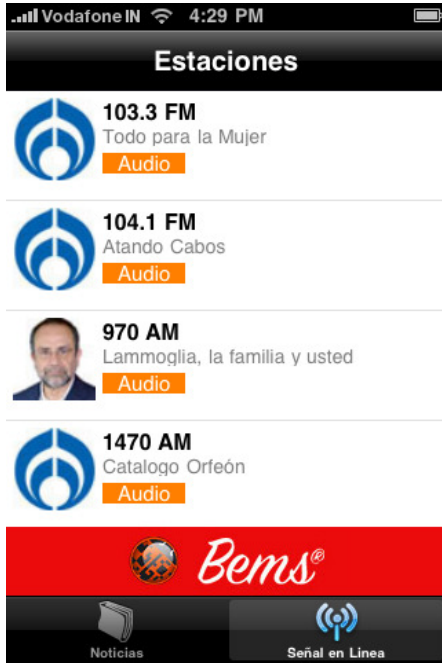 Vodafone IN 4:29 PM
Estaciones
103.3 FM
Todo para la Mujer
Audio
104.1 FM
Atando Cabos
Audio
970 AM
Lammoglia, la familia y usted
Audio
1470 AM
Catalogo Orfeón
Audio
Bems®
Noticias
Señal en Linea